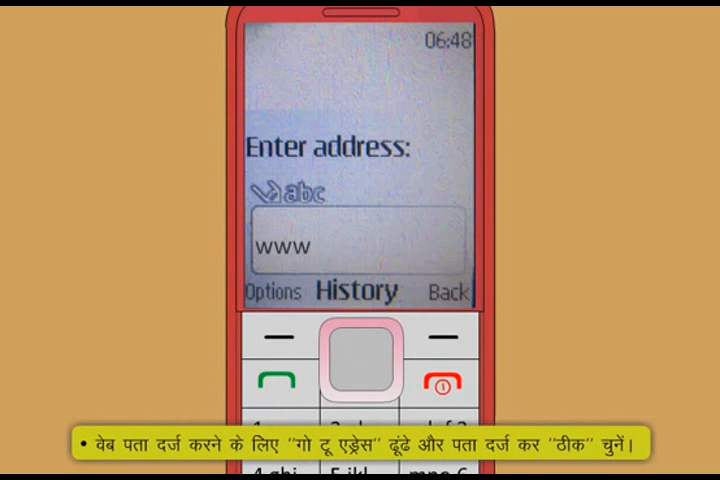 06:48
Enter address:
abc
www
Options History Back
• वेब पता दर्ज करने के लिए "गो टू एड्रेस" ढूंढे और पता दर्ज कर "ठीक" चुनें।